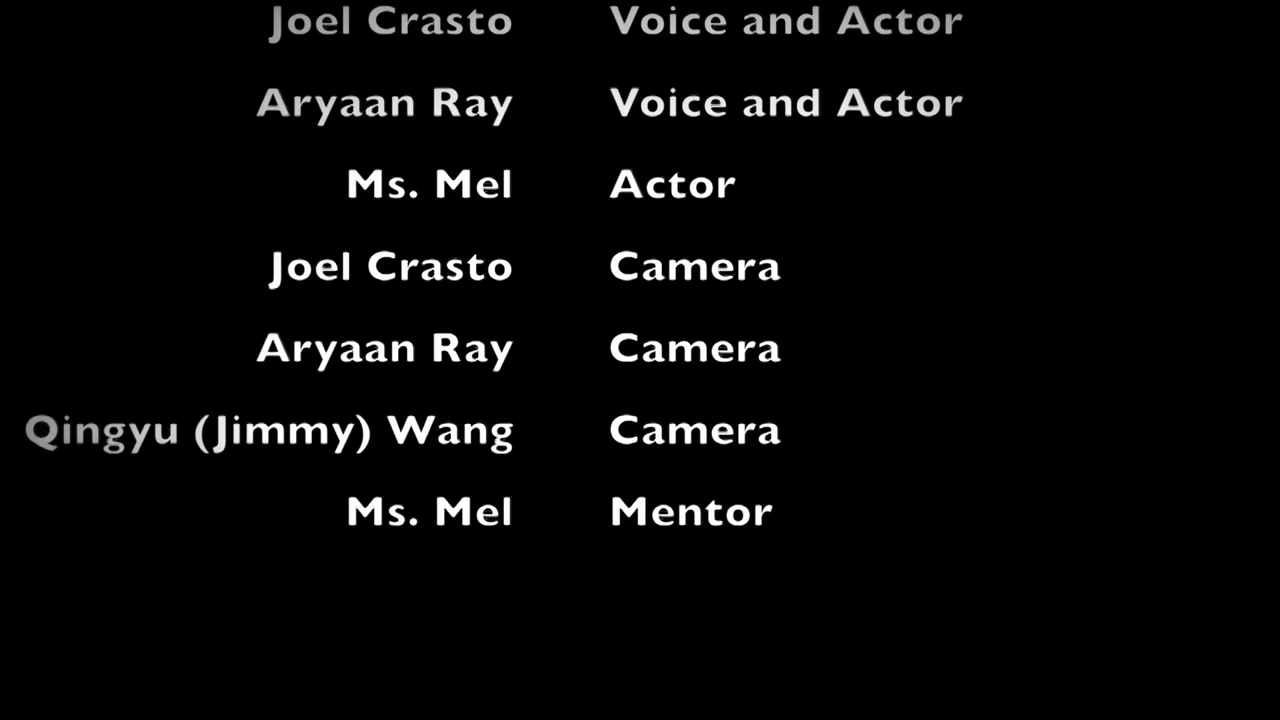 Joel Crasto Voice and Actor
Aryaan Ray Voice and Actor
Ms. Mel Actor
Joel Crasto Camera
Aryaan Ray Camera
Qingyu (Jimmy) Wang Camera
Ms. Mel Mentor